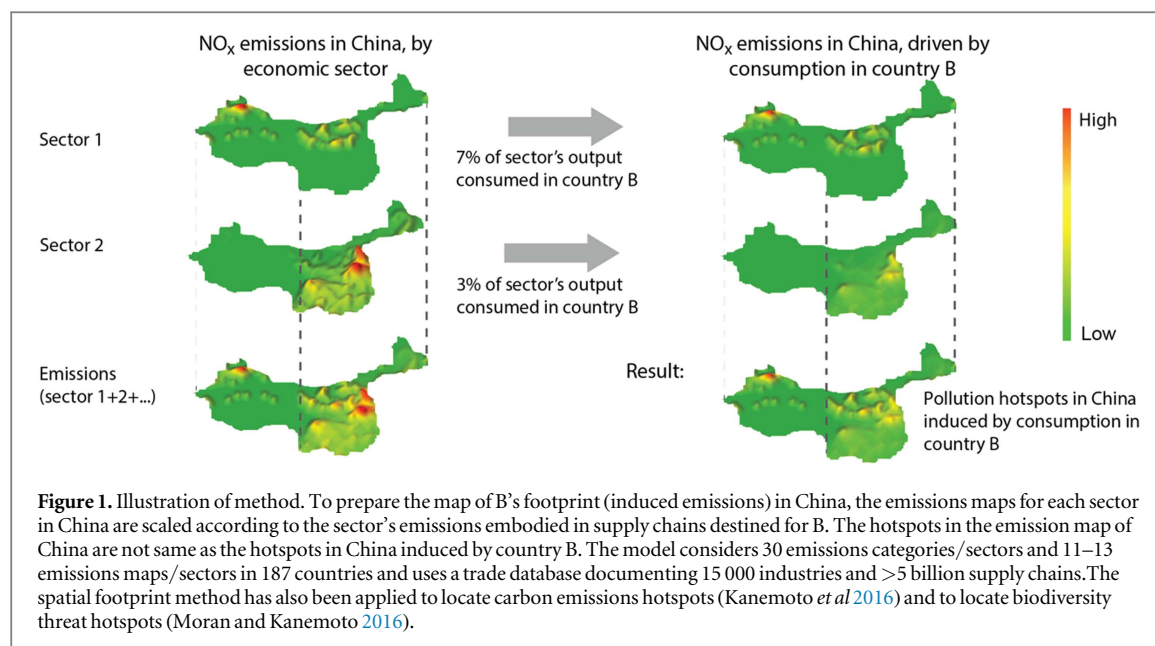 NOx emissions in China, by
economic sector
NOx emissions in China, driven by
consumption in country B
Sector 1
7% of sector's output
consumed in country B
High
Sector 2
3% of sector's output
consumed in country B
Low
Emissions
(sector 1+2+...)
Result:
Pollution hotspots in China
induced by consumption in
country B
Figure 1. Illustration of method. To prepare the map of B's footprint (induced emissions) in China, the emissions maps for each sector
in China are scaled according to the sector's emissions embodied in supply chains destined for B. The hotspots in the emission map of
China are not same as the hotspots in China induced by country B. The model considers 30 emissions categories/sectors and 11–13
emissions maps/sectors in 187 countries and uses a trade database documenting 15 000 industries and >5 billion supply chains.The
spatial footprint method has also been applied to locate carbon emissions hotspots (Kanemoto et al 2016) and to locate biodiversity
threat hotspots (Moran and Kanemoto 2016).